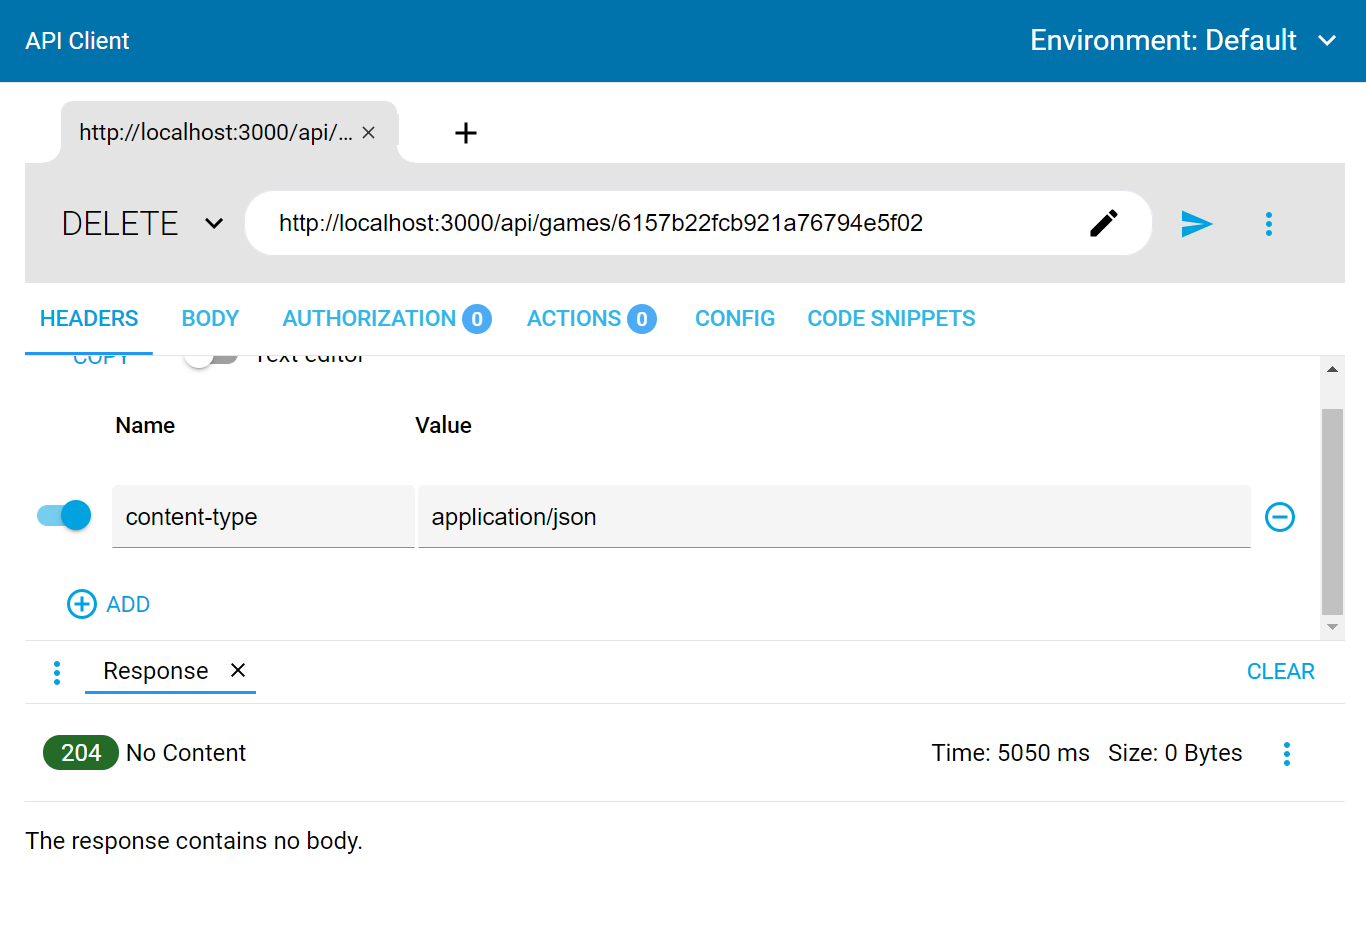 API Client
Environment: Default
http://localhost:3000/api/...
DELETE
http://localhost:3000/api/games/6157b22fcb921a76794e5f02
HEADERS BODY AUTHORIZATION 0 ACTIONS 0 CONFIG CODE SNIPPETS
COPY Text editor
Name Value
content-type application/json
ADD
Response CLEAR
204 No Content Time: 5050 ms Size: 0 Bytes
The response contains no body.